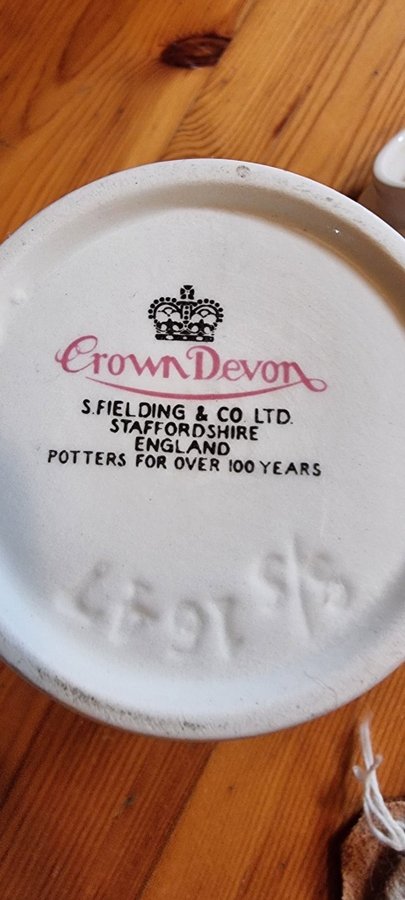 Crown Devon
S.FIELDING & CO LTD.
STAFFORDSHIRE
ENGLAND
POTTERS FOR OVER 100 YEARS